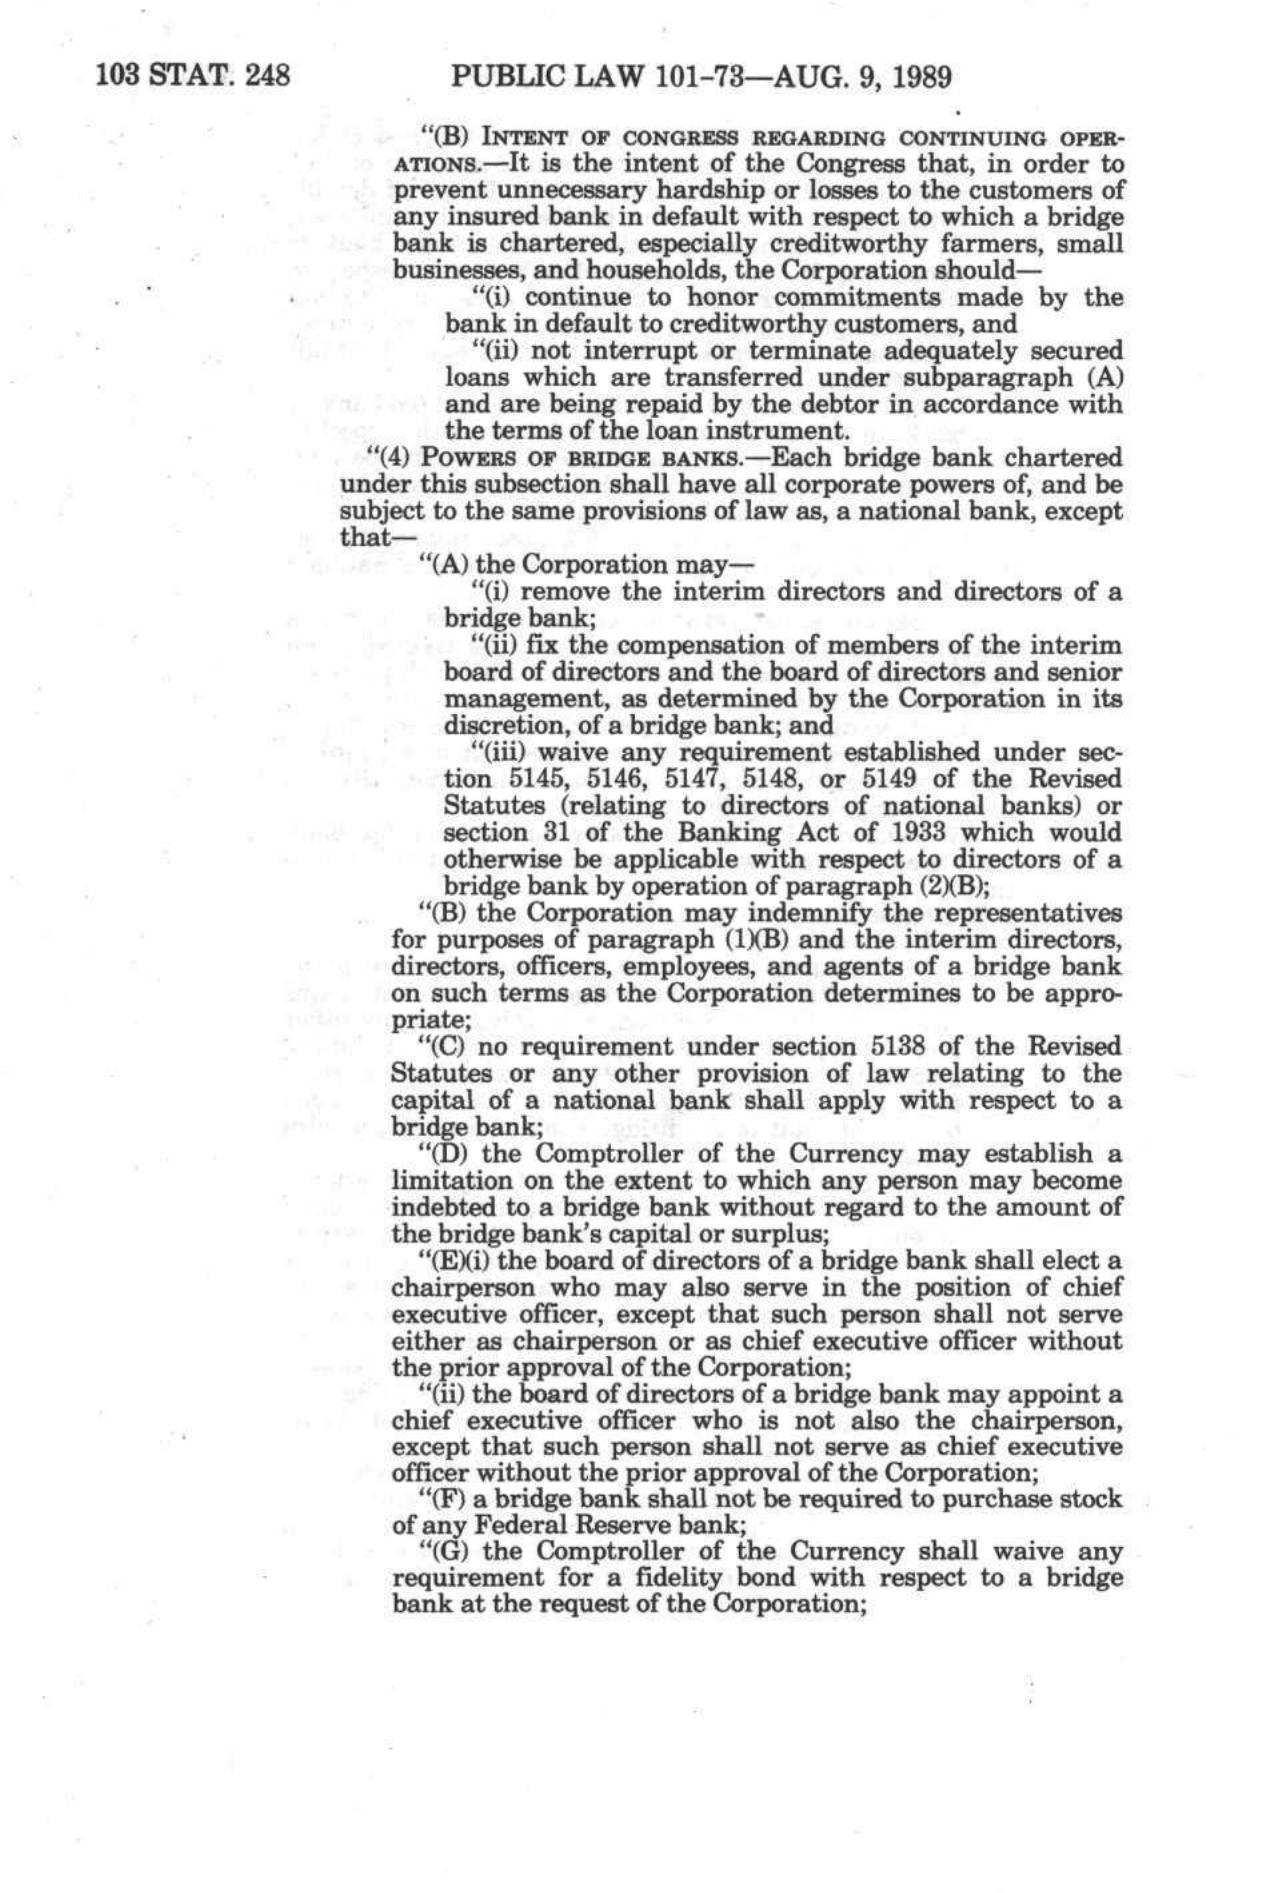 103 STAT. 248 PUBLIC LAW 101-73—AUG. 9, 1989
“(B) INTENT OF CONGRESS REGARDING CONTINUING OPER-
ATIONS.—It is the intent of the Congress that, in order to
prevent unnecessary hardship or losses to the customers of
any insured bank in default with respect to which a bridge
bank is chartered, especially creditworthy farmers, small
businesses, and households, the Corporation should—
“(i) continue to honor commitments made by the
bank in default to creditworthy customers, and
“(ii) not interrupt or terminate adequately secured
loans which are transferred under subparagraph (A)
and are being repaid by the debtor in accordance with
the terms of the loan instrument.
“(4) POWERS OF BRIDGE BANKS.—Each bridge bank chartered
under this subsection shall have all corporate powers of, and be
subject to the same provisions of law as, a national bank, except
that—
“(A) the Corporation may—
“(i) remove the interim directors and directors of a
bridge bank;
“(ii) fix the compensation of members of the interim
board of directors and the board of directors and senior
management, as determined by the Corporation in its
discretion, of a bridge bank; and
“(iii) waive any requirement established under sec-
tion 5145, 5146, 5147, 5148, or 5149 of the Revised
Statutes (relating to directors of national banks) or
section 31 of the Banking Act of 1933 which would
otherwise be applicable with respect to directors of a
bridge bank by operation of paragraph (2)(B);
“(B) the Corporation may indemnify the representatives
for purposes of paragraph (1)(B) and the interim directors,
directors, officers, employees, and agents of a bridge bank
on such terms as the Corporation determines to be appro-
priate;
“(C) no requirement under section 5138 of the Revised
Statutes or any other provision of law relating to the
capital of a national bank shall apply with respect to a
bridge bank;
“(D) the Comptroller of the Currency may establish a
limitation on the extent to which any person may become
indebted to a bridge bank without regard to the amount of
the bridge bank's capital or surplus;
“(E)(i) the board of directors of a bridge bank shall elect a
chairperson who may also serve in the position of chief
executive officer, except that such person shall not serve
either as chairperson or as chief executive officer without
the prior approval of the Corporation;
“(ii) the board of directors of a bridge bank may appoint a
chief executive officer who is not also the chairperson,
except that such person shall not serve as chief executive
officer without the prior approval of the Corporation;
“(F) a bridge bank shall not be required to purchase stock
of any Federal Reserve bank;
“(G) the Comptroller of the Currency shall waive any
requirement for a fidelity bond with respect to a bridge
bank at the request of the Corporation;